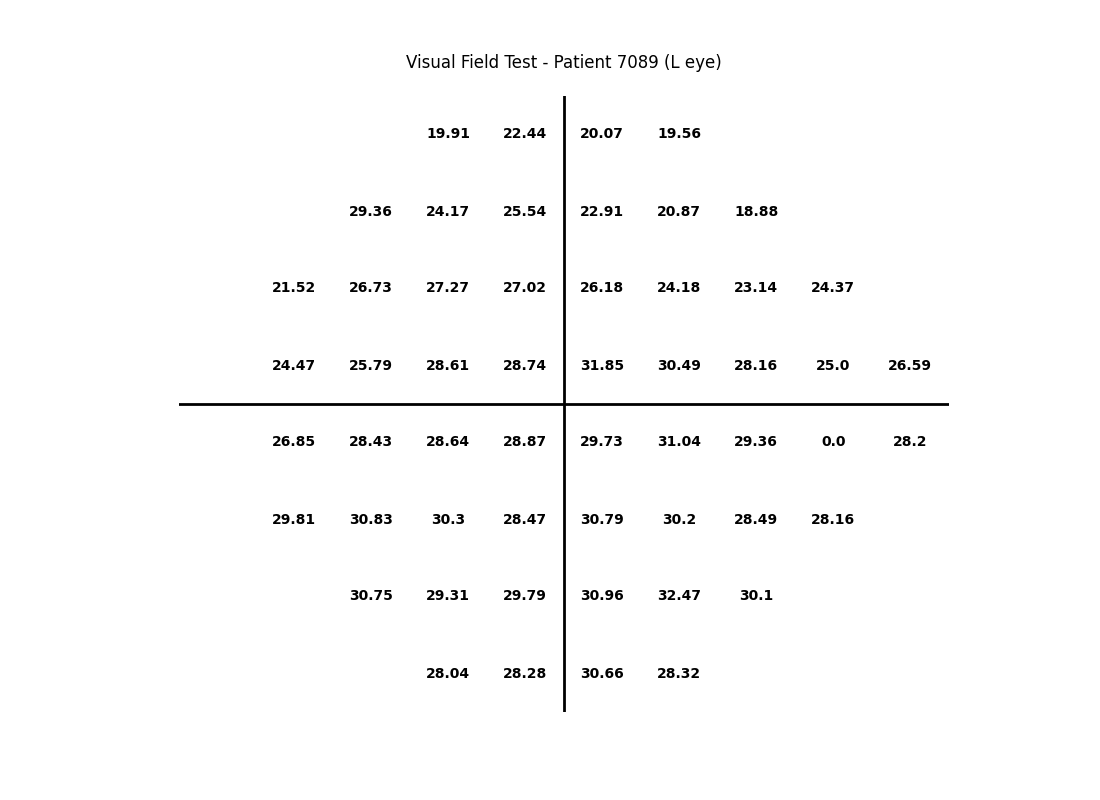 Visual Field Test - Patient 7089 (L eye)
19.91 22.44 20.07 19.56
29.36 24.17 25.54 22.91 20.87 18.88
21.52 26.73 27.27 27.02 26.18 24.18 23.14 24.37
24.47 25.79 28.61 28.74 31.85 30.49 28.16 25.0 26.59
26.85 28.43 28.64 28.87 29.73 31.04 29.36 0.0 28.2
29.81 30.83 30.3 28.47 30.79 30.2 28.49 28.16
30.75 29.31 29.79 30.96 32.47 30.1
28.04 28.28 30.66 28.32